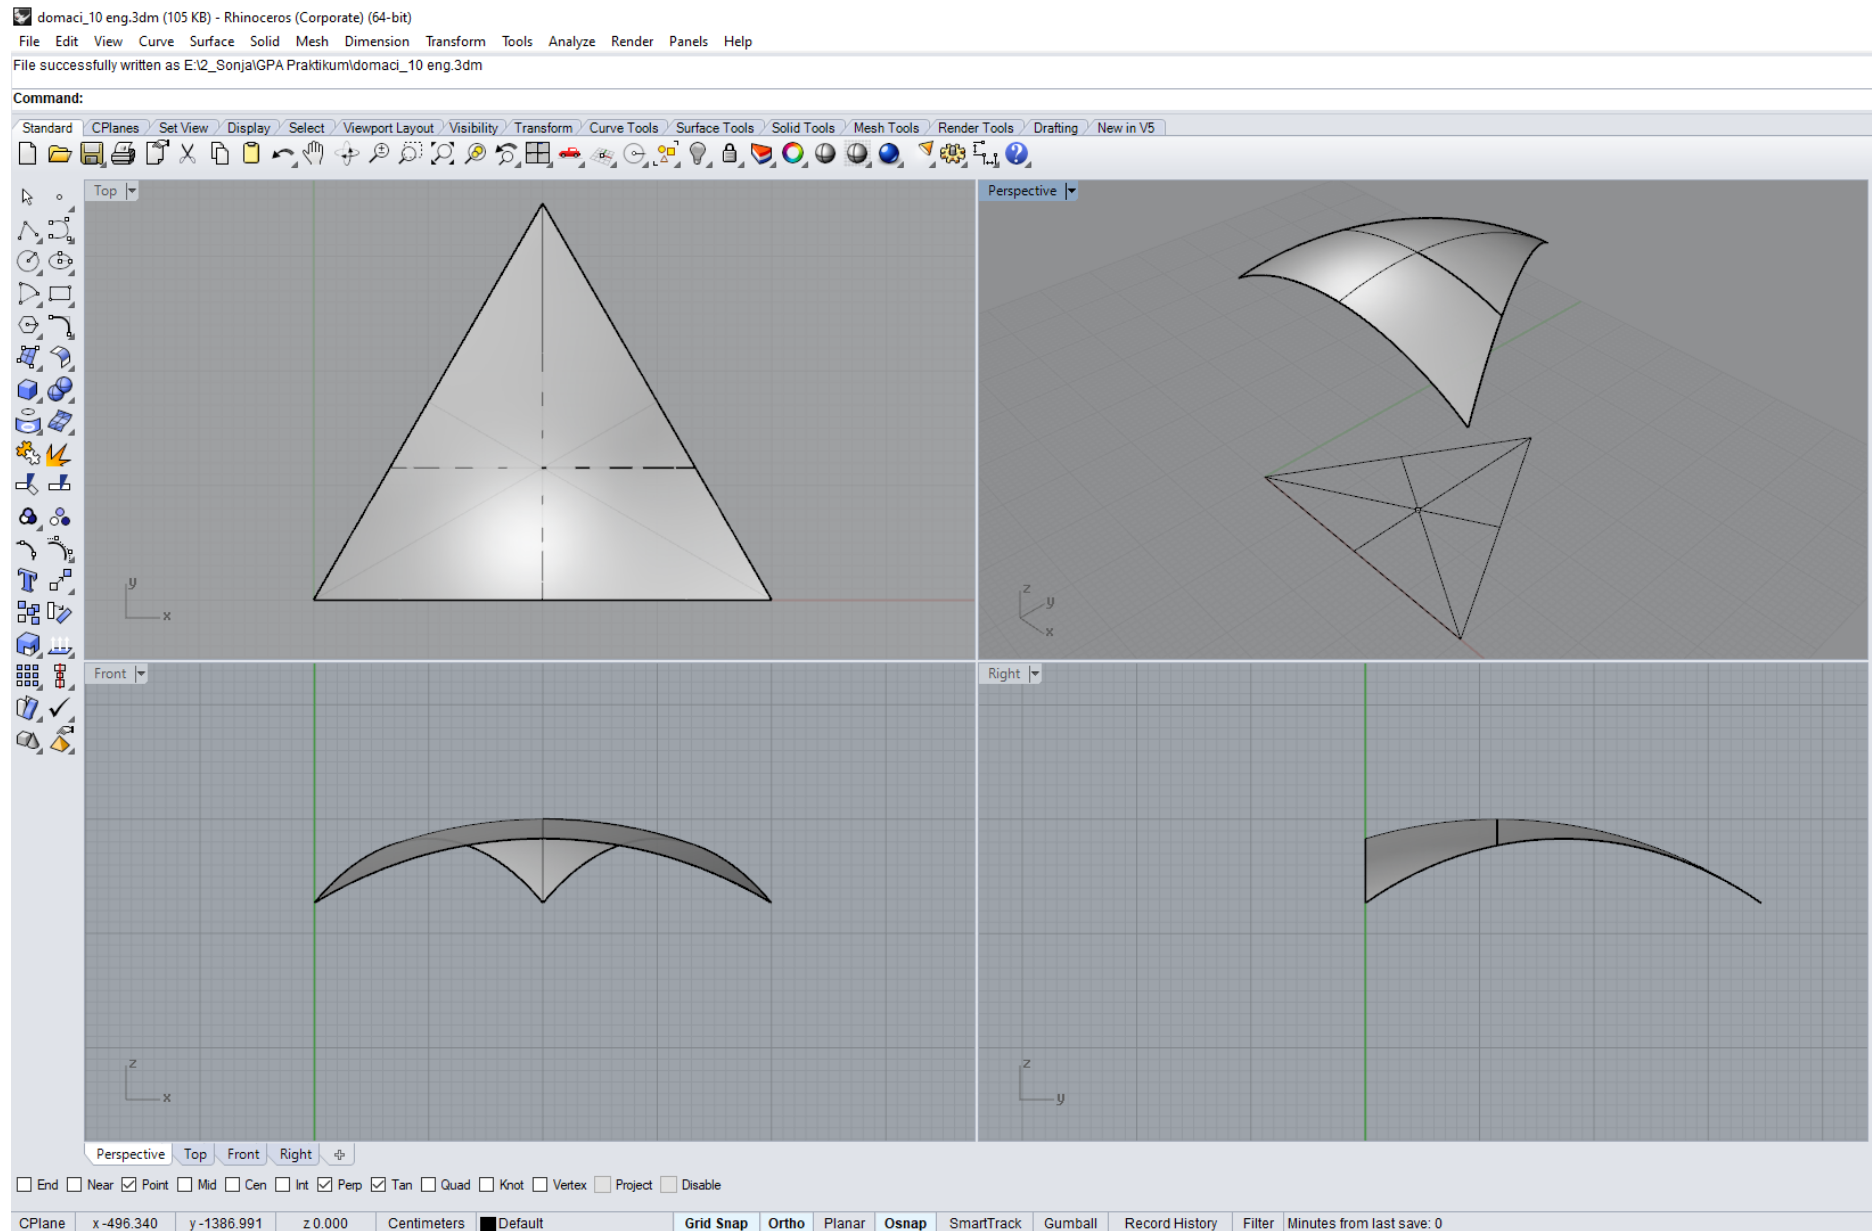 domaci_10 eng.3dm (105 KB) - Rhinoceros (Corporate) (64-bit)
File Edit View Curve Surface Solid Mesh Dimension Transform Tools Analyze Render Panels Help
File successfully written as E:\2_Sonja\GPA Praktikum\domaci_10 eng.3dm
Command:
Standard CPlanes Set View Display Select Viewport Layout Visibility Transform Curve Tools Surface Tools Solid Tools Mesh Tools Render Tools Drafting New in V5
Top
y
x
Perspective
z
y
x
Front
z
x
Right
z
y
Perspective Top Front Right
End Near Point Mid Cen Int Perp Tan Quad Knot Vertex Project Disable
CPlane x -496.340 y -1386.991 z 0.000 Centimeters Default Grid Snap Ortho Planar Osnap SmartTrack Gumball Record History Filter Minutes from last save: 0